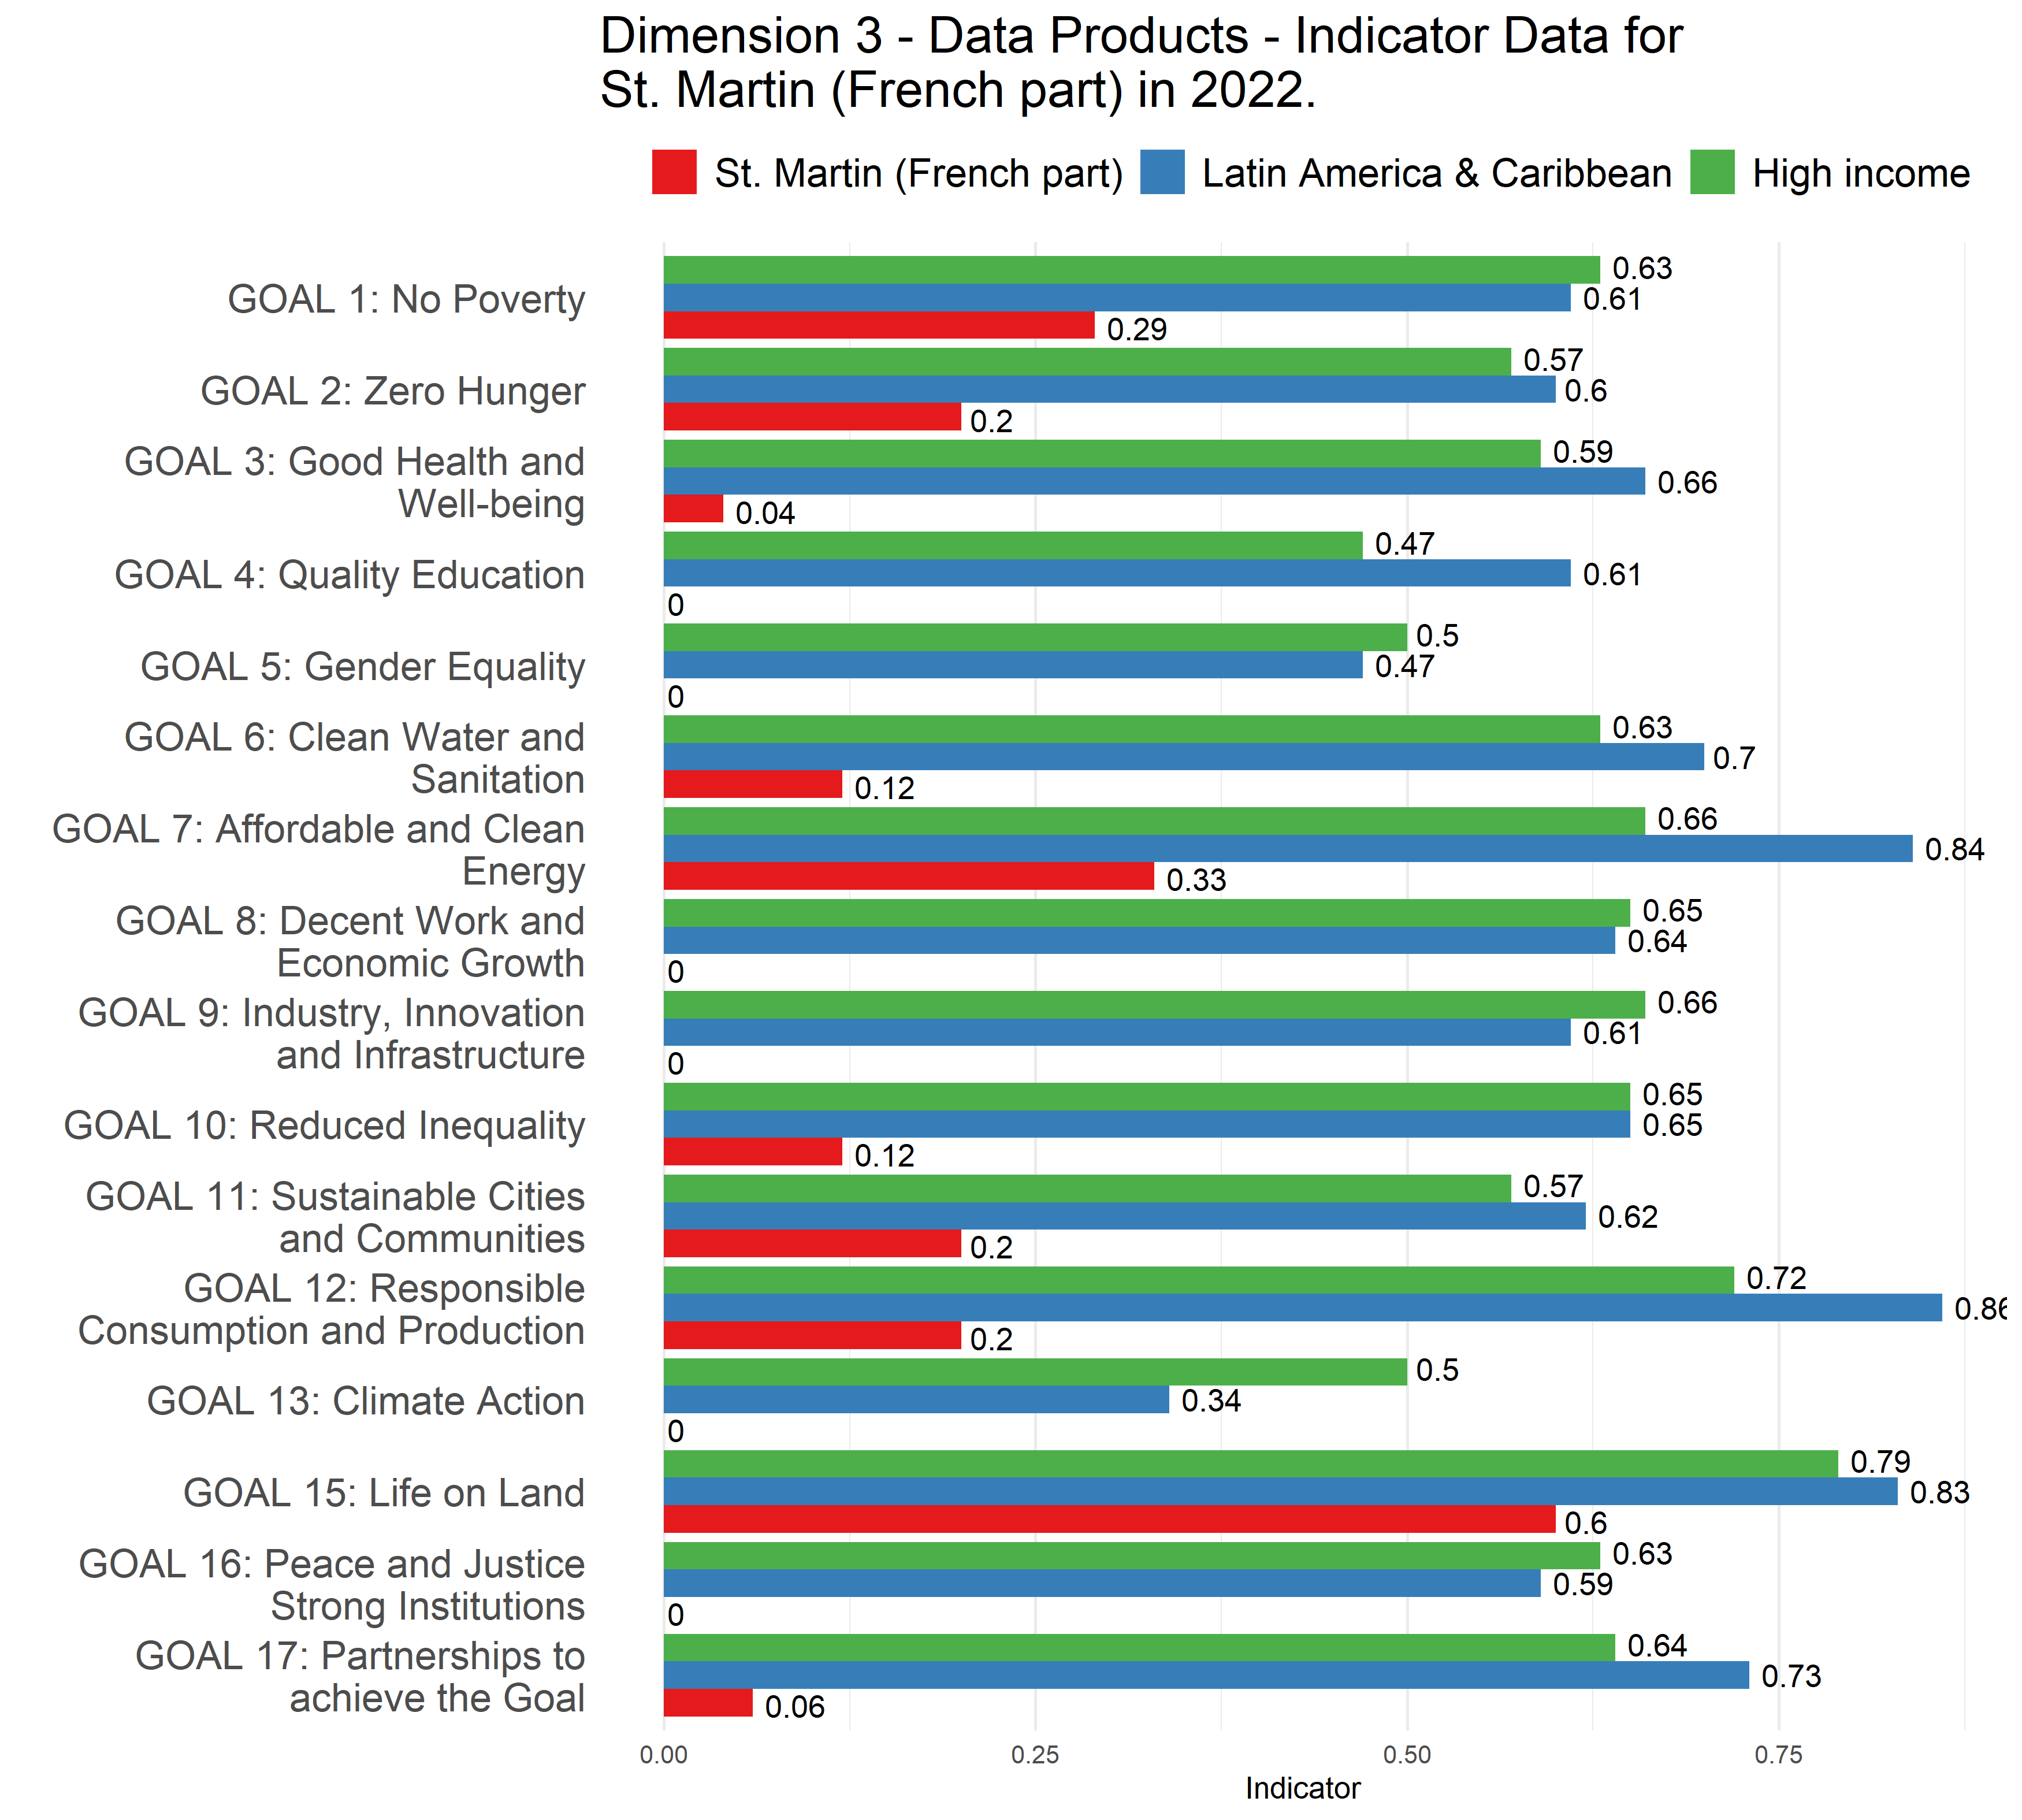 Dimension 3 - Data Products - Indicator Data for
St. Martin (French part) in 2022.
St. Martin (French part) Latin America & Caribbean High income
GOAL 1: No Poverty
0.63
0.61
0.29
GOAL 2: Zero Hunger
0.57
0.6
0.2
GOAL 3: Good Health and
Well-being
0.59
0.66
0.04
GOAL 4: Quality Education
0.47
0.61
0
GOAL 5: Gender Equality
0.5
0.47
0
GOAL 6: Clean Water and
Sanitation
0.63
0.7
0.12
GOAL 7: Affordable and Clean
Energy
0.66
0.84
0.33
GOAL 8: Decent Work and
Economic Growth
0.65
0.64
0
GOAL 9: Industry, Innovation
and Infrastructure
0.66
0.61
0
GOAL 10: Reduced Inequality
0.65
0.65
0.12
GOAL 11: Sustainable Cities
and Communities
0.57
0.62
0.2
GOAL 12: Responsible
Consumption and Production
0.72
0.86
0.2
GOAL 13: Climate Action
0.5
0.34
0
GOAL 15: Life on Land
0.79
0.83
0.6
GOAL 16: Peace and Justice
Strong Institutions
0.63
0.59
0
GOAL 17: Partnerships to
achieve the Goal
0.64
0.73
0.06
0.00 0.25 0.50 0.75
Indicator